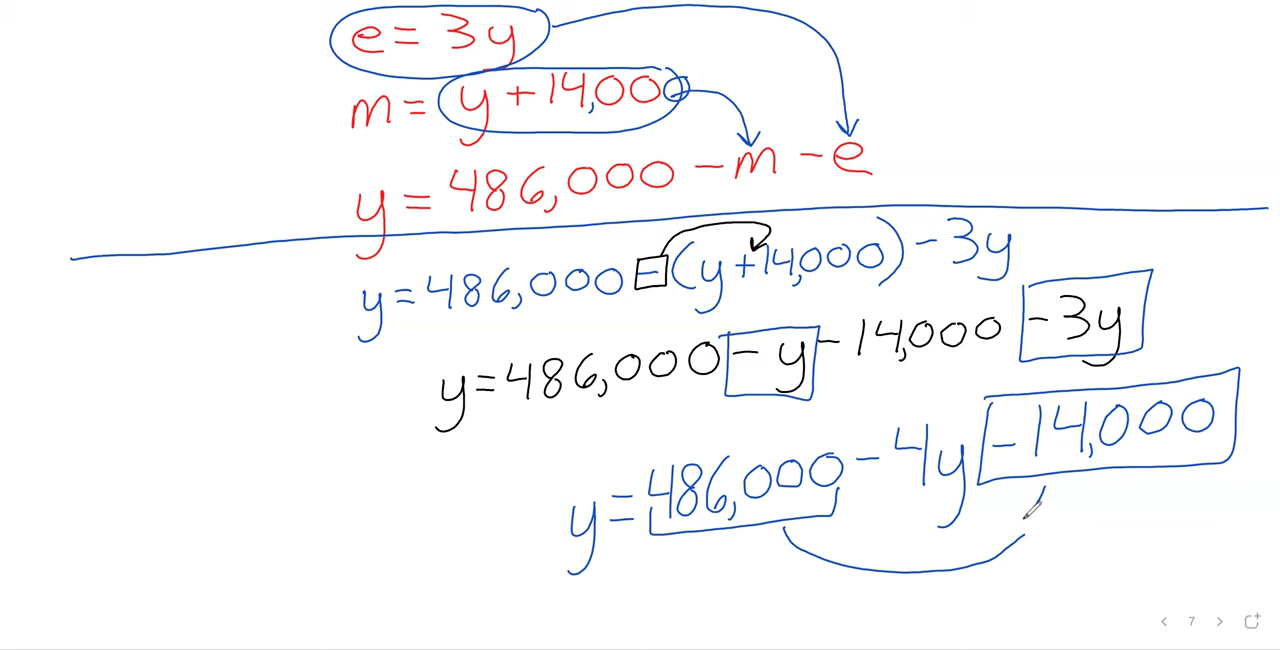 e = 3y
m = y + 14,000
y = 486,000 - m - e
y = 486,000 - (y + 14,000) - 3y
y = 486,000 - y - 14,000 - 3y
y = 486,000 - 4y - 14,000
< 7 >